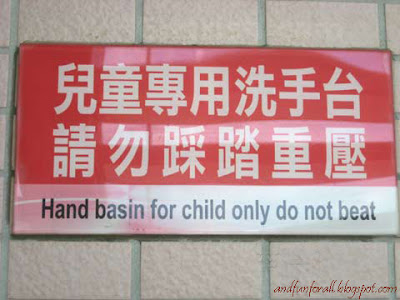 兒童專用洗手台
請勿踩踏重壓
Hand basin for child only do not beat
andfunforall.blogspot.com